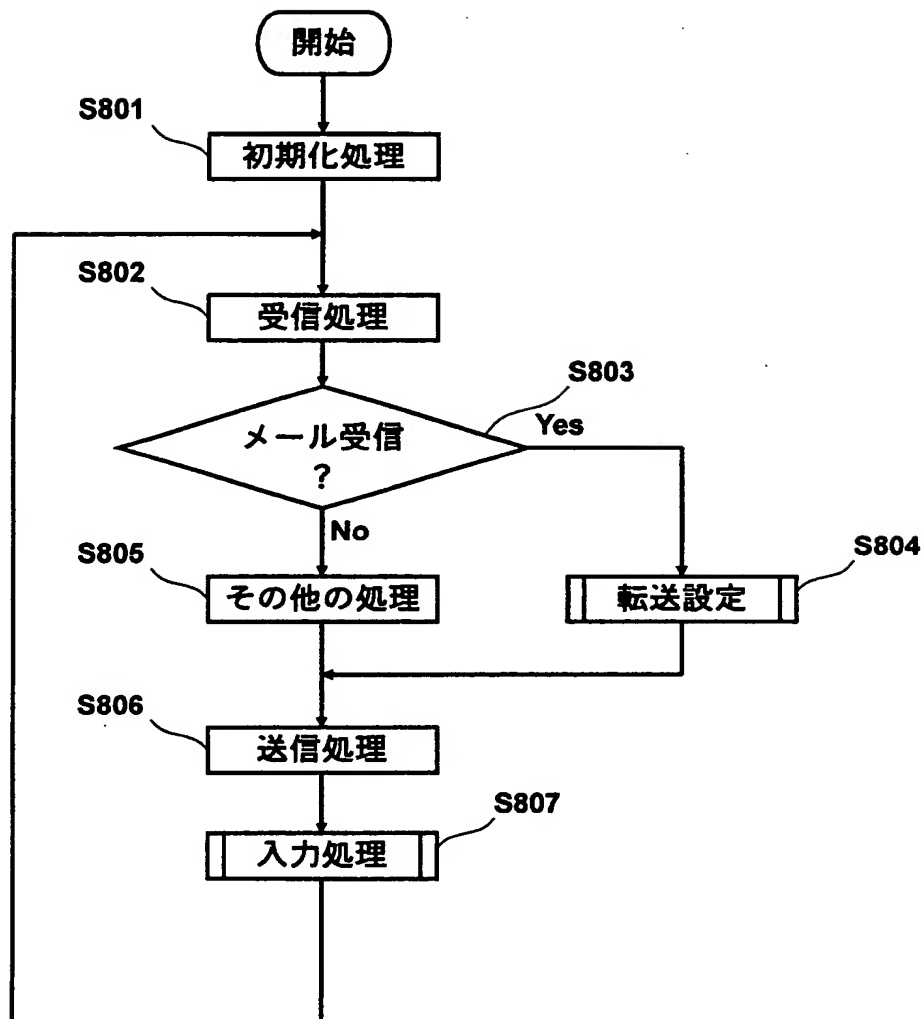 開始
S801
初期化処理
S802
受信処理
S803
メール受信
?
Yes
No
S805
その他の処理
S804
転送設定
S806
送信処理
S807
入力処理